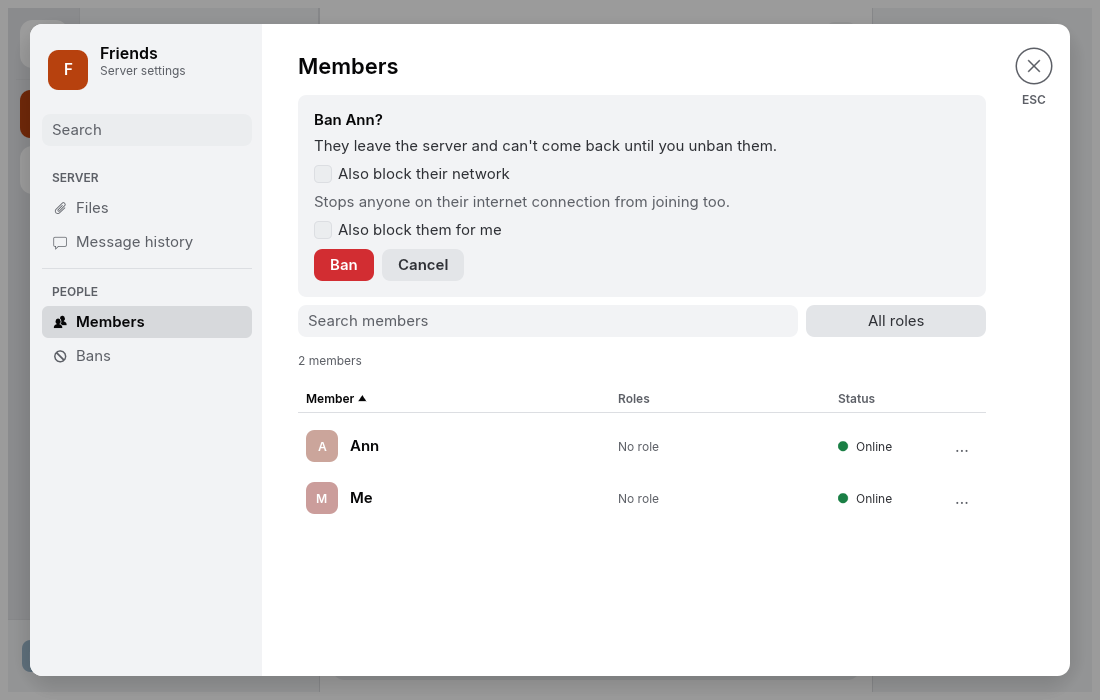 F
Friends
Server settings
Search
SERVER
Files
Message history
PEOPLE
Members
Bans
Members
ESC
Ban Ann?
They leave the server and can't come back until you unban them.
Also block their network
Stops anyone on their internet connection from joining too.
Also block them for me
Ban Cancel
Search members All roles
2 members
Member Roles Status
A Ann No role Online ...
M Me No role Online ...